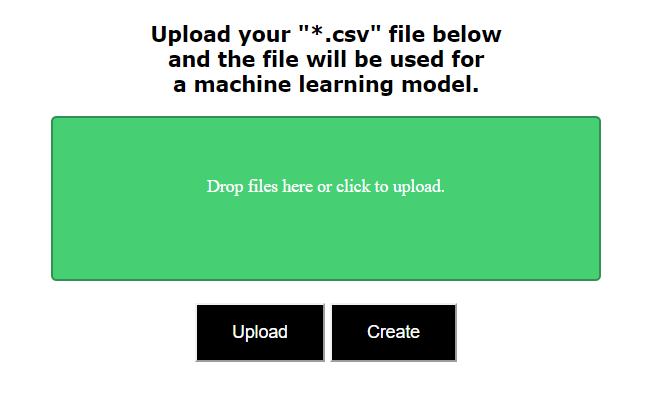 Upload your "*.csv" file below
and the file will be used for
a machine learning model.
Drop files here or click to upload.
Upload
Create